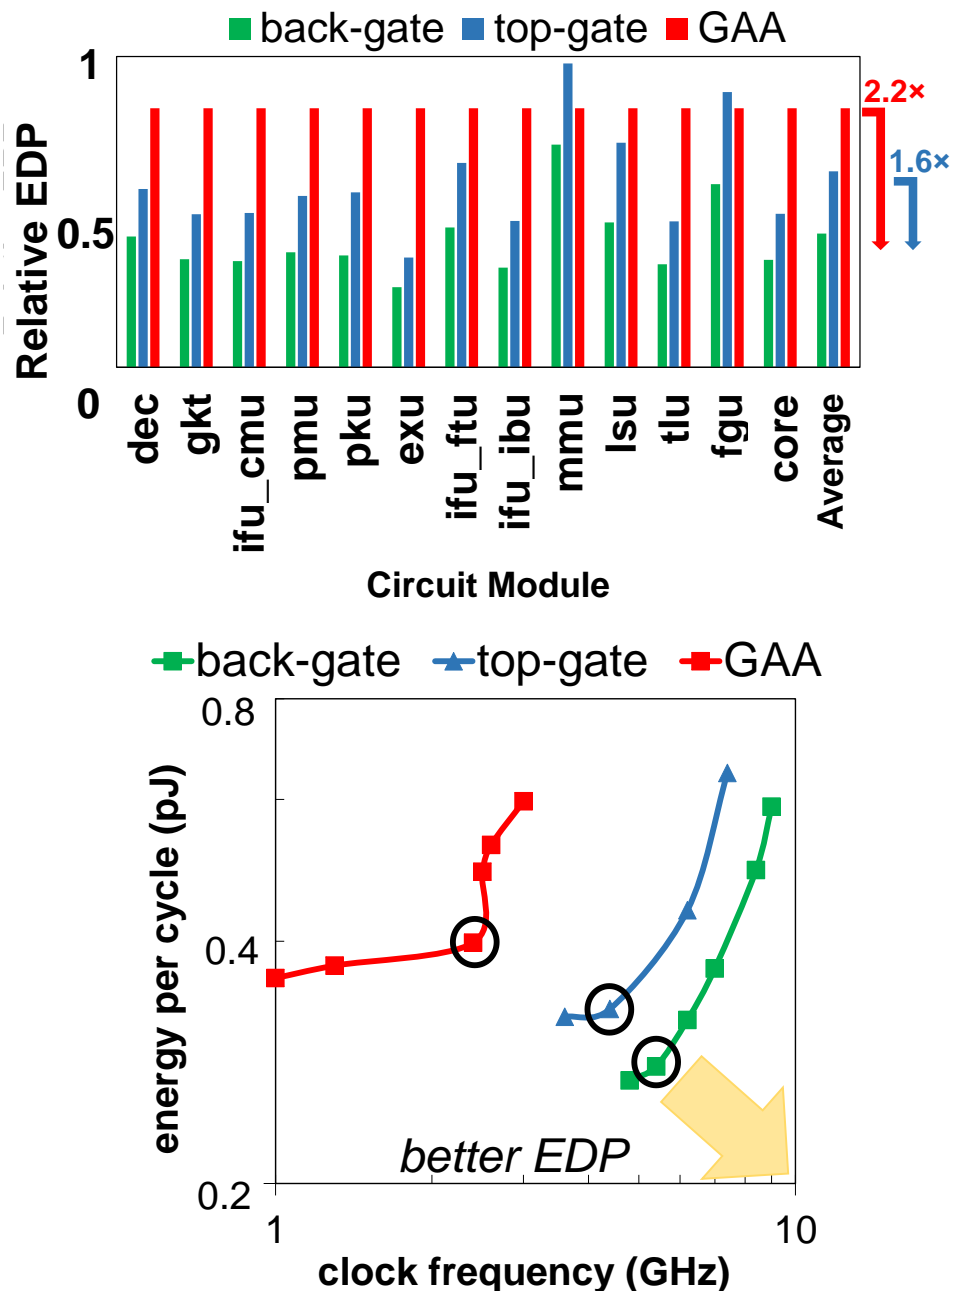 back-gate top-gate GAA
1
2.2×
1.6×
0.5
Relative EDP
0
dec gkt ifu_cmu pmu pku exu ifu_ftu ifu_ibu mmu lsu tlu fgu core Average
Circuit Module
back-gate top-gate GAA
0.8
energy per cycle (pJ)
0.4
better EDP
0.2
1 10
clock frequency (GHz)